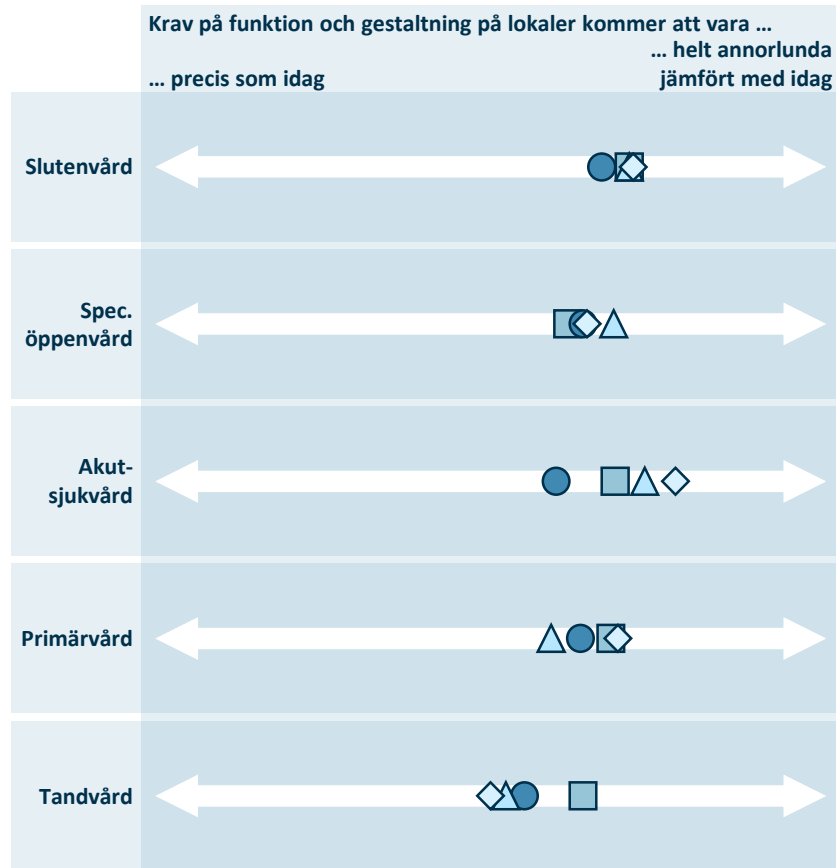 Krav på funktion och gestaltning på lokaler kommer att vara …
… helt annorlunda
… precis som idag
jämfört med idag
Slutenvård
Spec.
öppenvård
Akut-
sjukvård
Primärvård
Tandvård